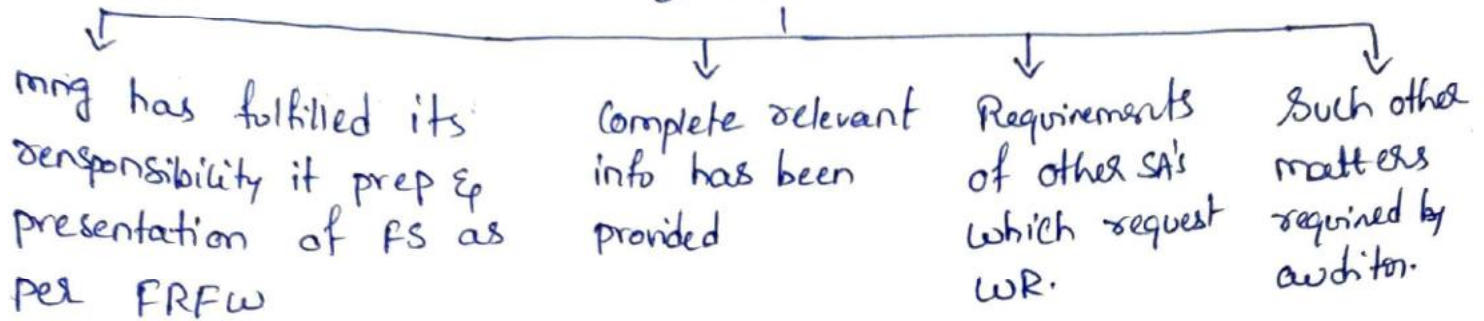 mng has fulfilled its
rensponsibility it prep &
presentation of FS as
per FRFW
Complete relevant
info has been
provided
Requirements
of other SA's
which request
WR.
Such other
matters
required by
auditor.